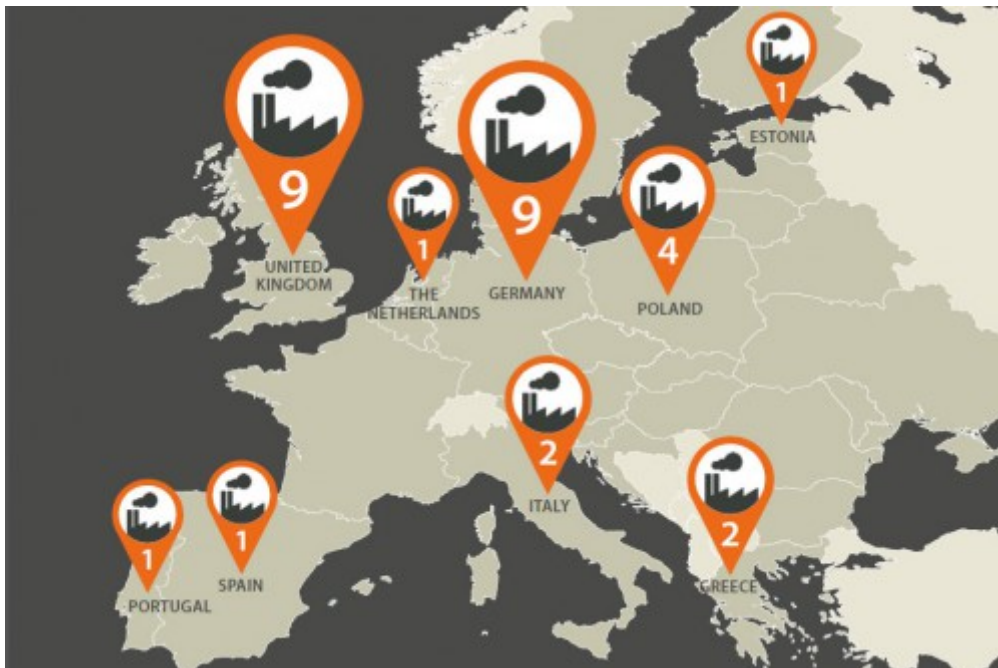 1
ESTONIA
9
UNITED
KINGDOM
1
THE
NETHERLANDS
9
GERMANY
4
POLAND
2
ITALY
1
PORTUGAL
1
SPAIN
2
GREECE